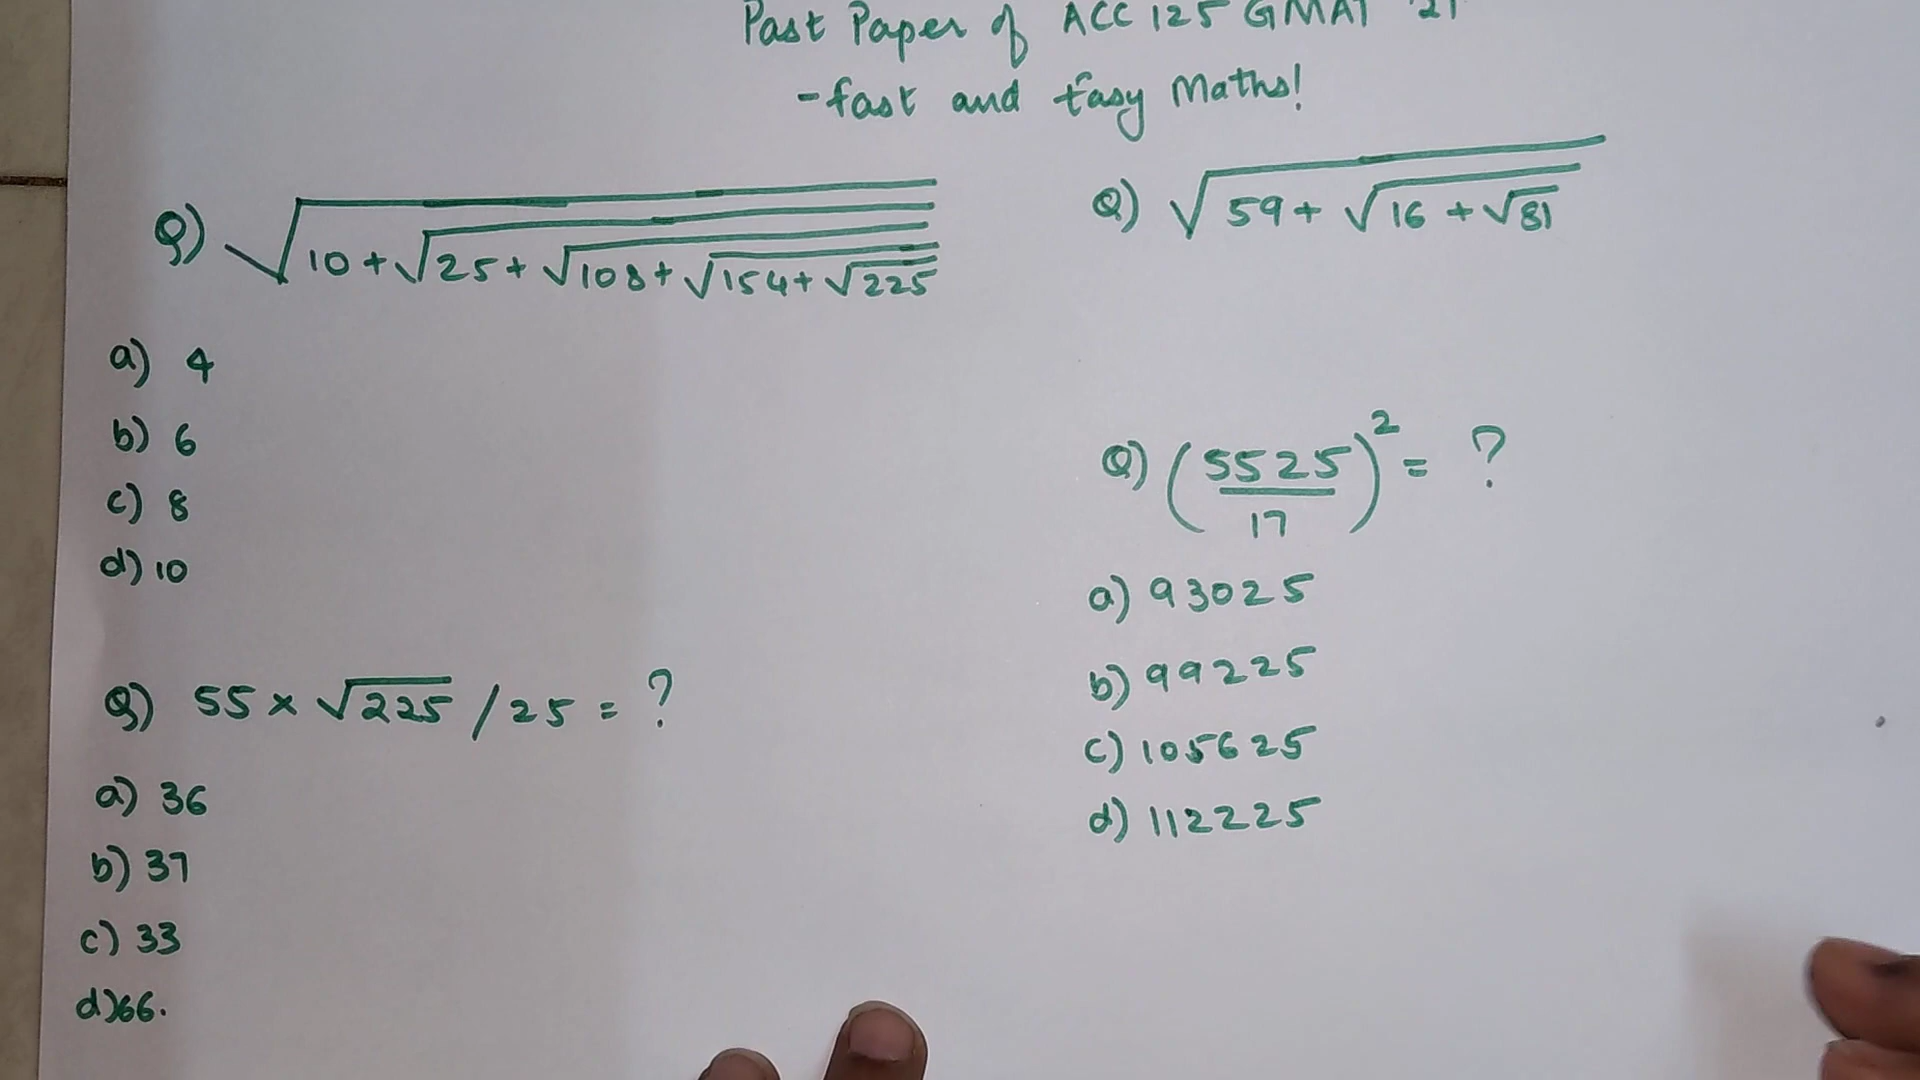 Past Paper of ACC 125 GMAT '21
- fast and Easy Maths!
Q) √10 + √25 + √108 + √154 + √225
a) 4
b) 6
c) 8
d) 10
Q) 55 × √225 / 25 = ?
a) 36
b) 37
c) 33
d) 66.
Q) √59 + √16 + √81
Q) (5525/17)² = ?
a) 93025
b) 99225
c) 105625
d) 112225